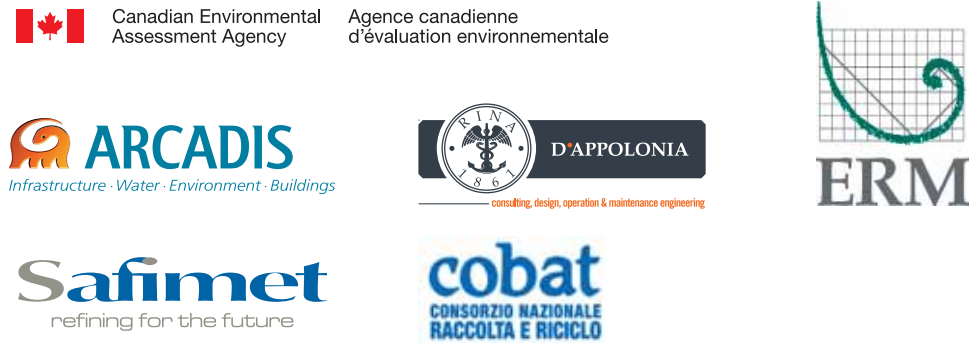 Canadian Environmental
Assessment Agency
Agence canadienne
d'évaluation environnementale
ARCADIS
Infrastructure · Water · Environment · Buildings
RINA
1861
D'APPOLONIA
consulting, design, operation & maintenance engineering
ERM
Safimet
refining for the future
cobat
CONSORZIO NAZIONALE
RACCOLTA E RICICLO